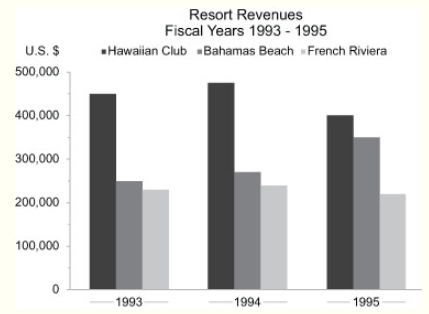 Resort Revenues
Fiscal Years 1993 - 1995
U.S. $ Hawaiian Club Bahamas Beach French Riviera
500,000
400,000
300,000
200,000
100,000
0
1993 1994 1995